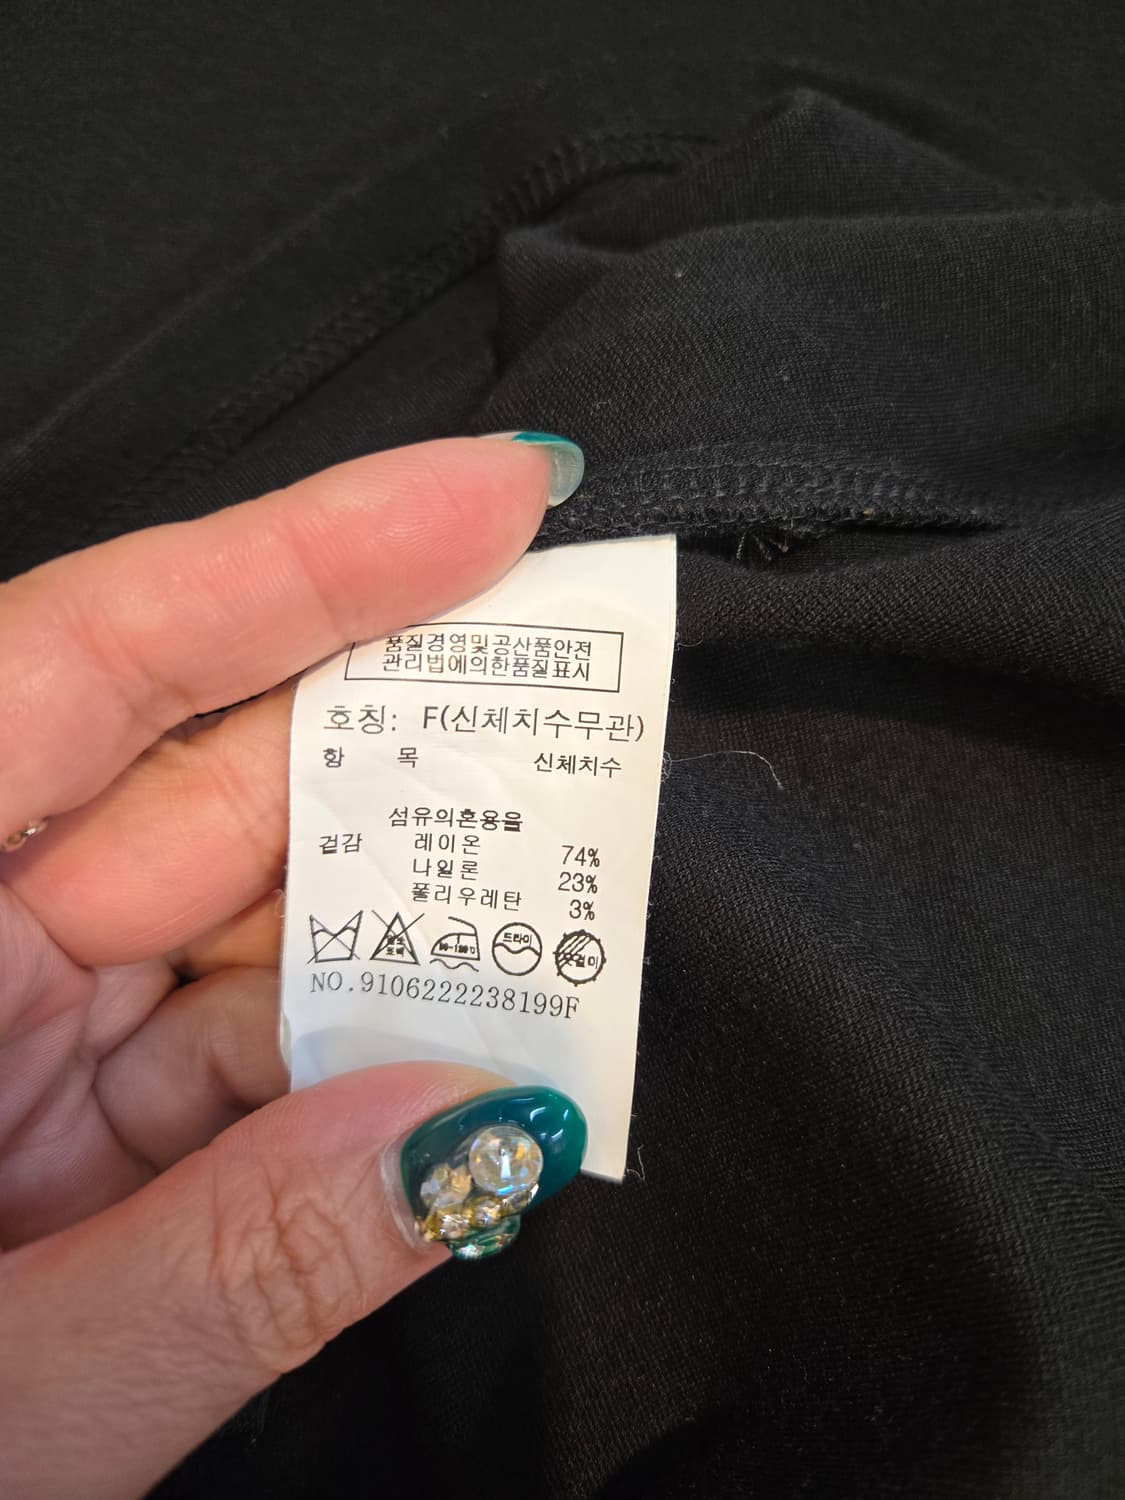 품질경영및공산품안전
관리법에의한품질표시
호칭: F(신체치수무관)
항 목 신체치수
섬유의혼용율
겉감 레이온 74%
나일론 23%
폴리우레탄 3%
드라이
NO.9106222238199F